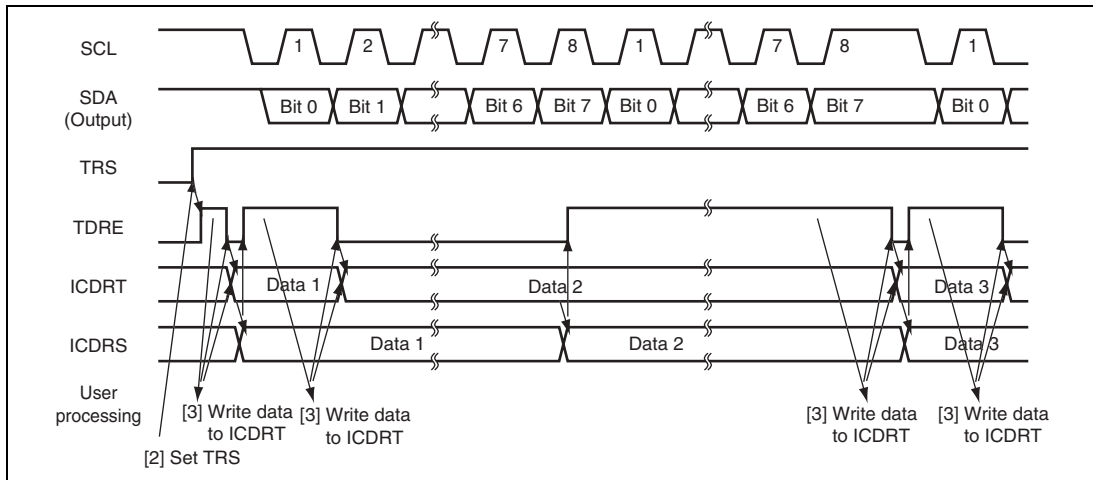 SCL 1 2 7 8 1 7 8 1
SDA
(Output)
Bit 0 Bit 1 Bit 6 Bit 7 Bit 0 Bit 6 Bit 7 Bit 0
TRS
TDRE
ICDRT Data 1 Data 2 Data 3
ICDRS Data 1 Data 2 Data 3
User
processing
[3] Write data
to ICDRT
[3] Write data
to ICDRT
[3] Write data
to ICDRT
[3] Write data
to ICDRT
[2] Set TRS